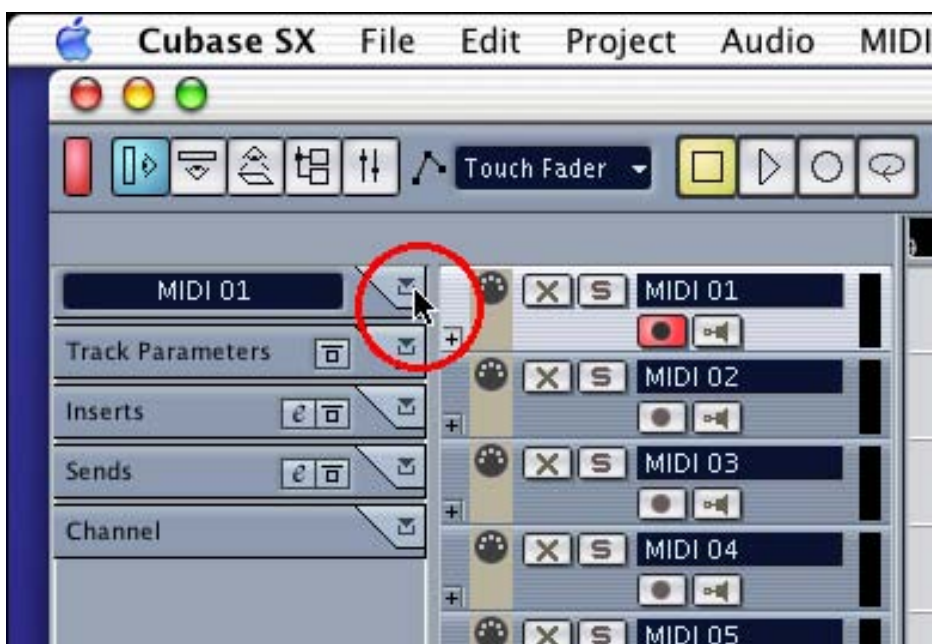 Cubase SX File Edit Project Audio MIDI
Touch Fader
MIDI 01
Track Parameters
Inserts e
Sends e
Channel
X S MIDI 01
X S MIDI 02
X S MIDI 03
X S MIDI 04
X S MIDI 05